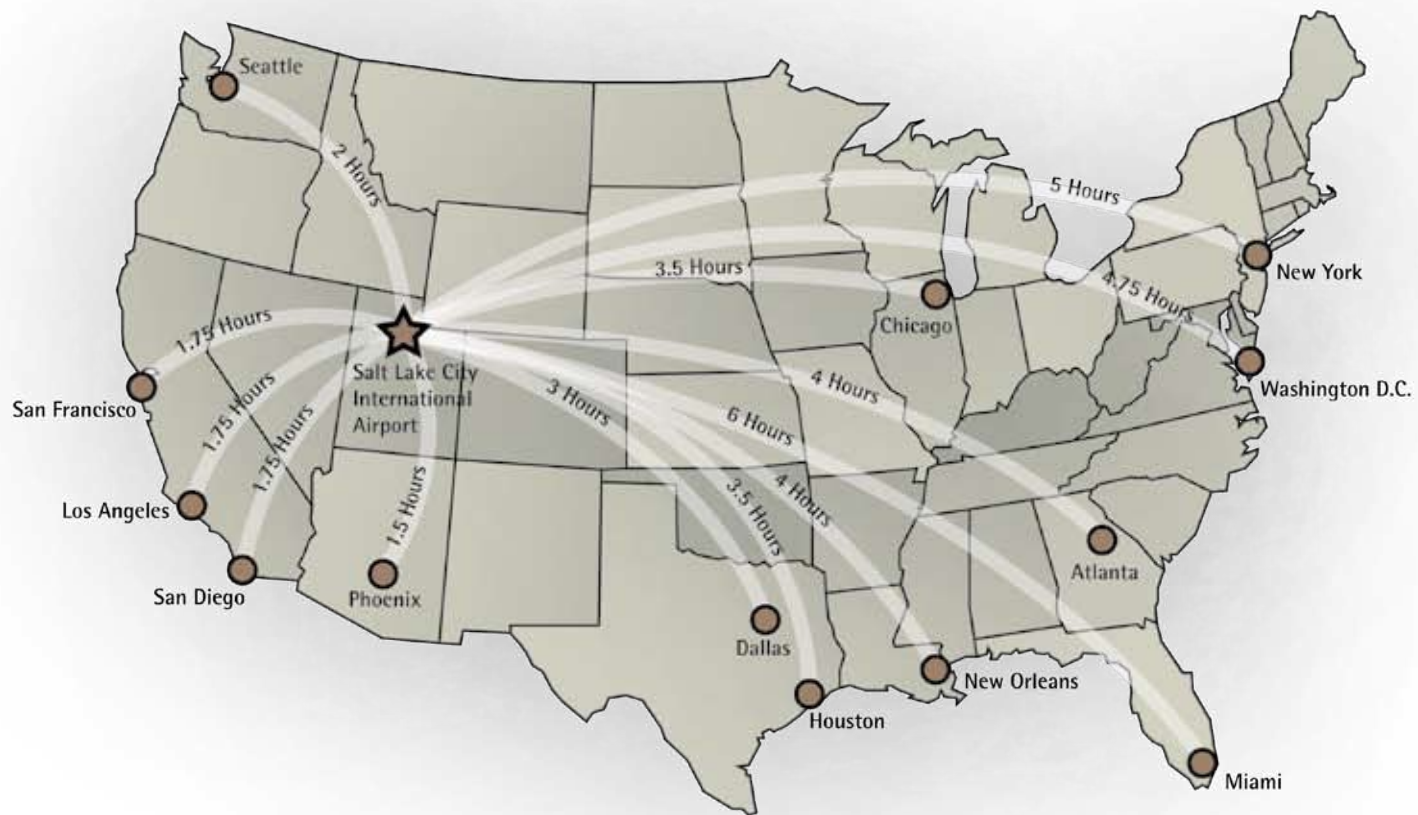 Seattle
2 Hours
5 Hours
New York
3.5 Hours
4.75 Hours
Chicago
1.75 Hours
Salt Lake City
International
Airport
Washington D.C.
San Francisco
1.75 Hours
1.75 Hours
3 Hours
4 Hours
6 Hours
1.5 Hours
3.5 Hours
4 Hours
Los Angeles
San Diego
Phoenix
Atlanta
Dallas
New Orleans
Houston
Miami